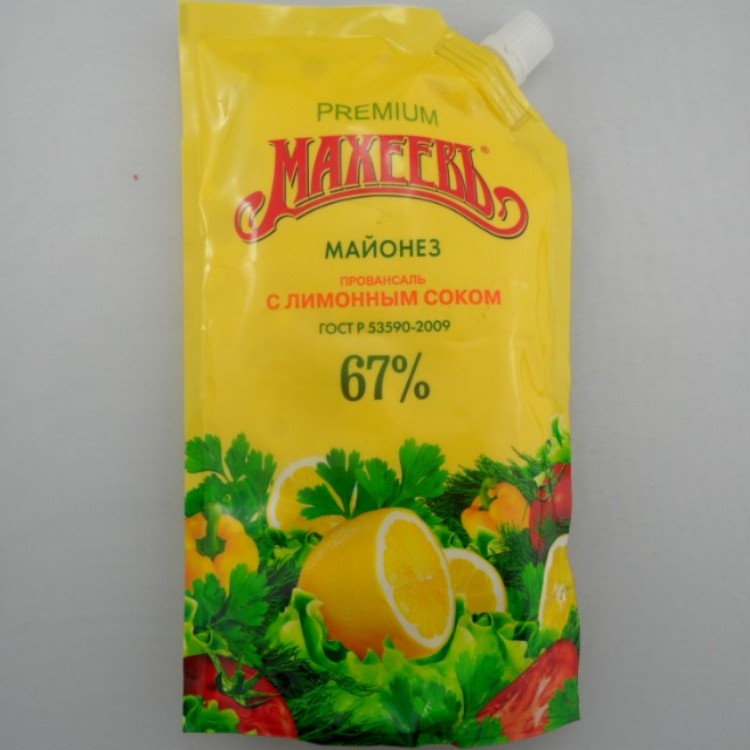 PREMIUM
МАХЕЕВЪ®
МАЙОНЕЗ
ПРОВАНСАЛЬ
С ЛИМОННЫМ СОКОМ
ГОСТ Р 53590-2009
67%